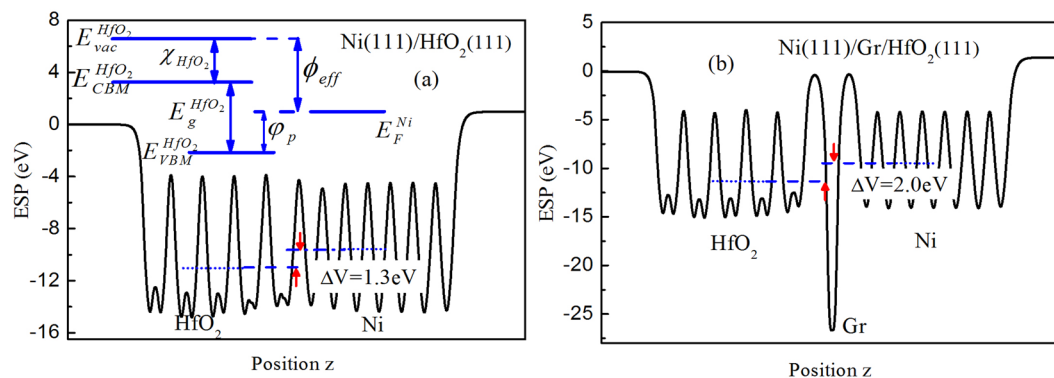 8
4
0
-4
-8
-12
-16
ESP (eV)
E_vac^HfO2
χ_HfO2
E_CBM^HfO2
E_g^HfO2
E_VBM^HfO2
ϕ_eff
φ_p
E_F^Ni
Ni(111)/HfO2(111)
(a)
ΔV=1.3eV
HfO2
Ni
Position z
5
0
-5
-10
-15
-20
-25
ESP (eV)
Ni(111)/Gr/HfO2(111)
(b)
ΔV=2.0eV
HfO2
Ni
Gr
Position z